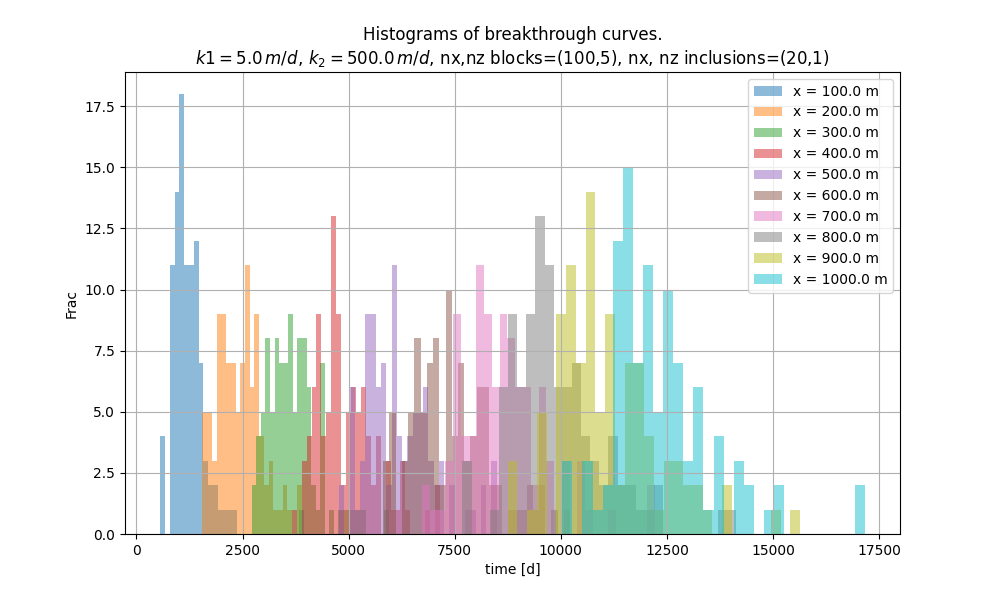 Histograms of breakthrough curves.
k1 = 5.0 m/d, k₂ = 500.0 m/d, nx,nz blocks=(100,5), nx, nz inclusions=(20,1)
x = 100.0 m
x = 200.0 m
x = 300.0 m
x = 400.0 m
x = 500.0 m
x = 600.0 m
x = 700.0 m
x = 800.0 m
x = 900.0 m
x = 1000.0 m
Frac
17.5
15.0
12.5
10.0
7.5
5.0
2.5
0.0
0 2500 5000 7500 10000 12500 15000 17500
time [d]